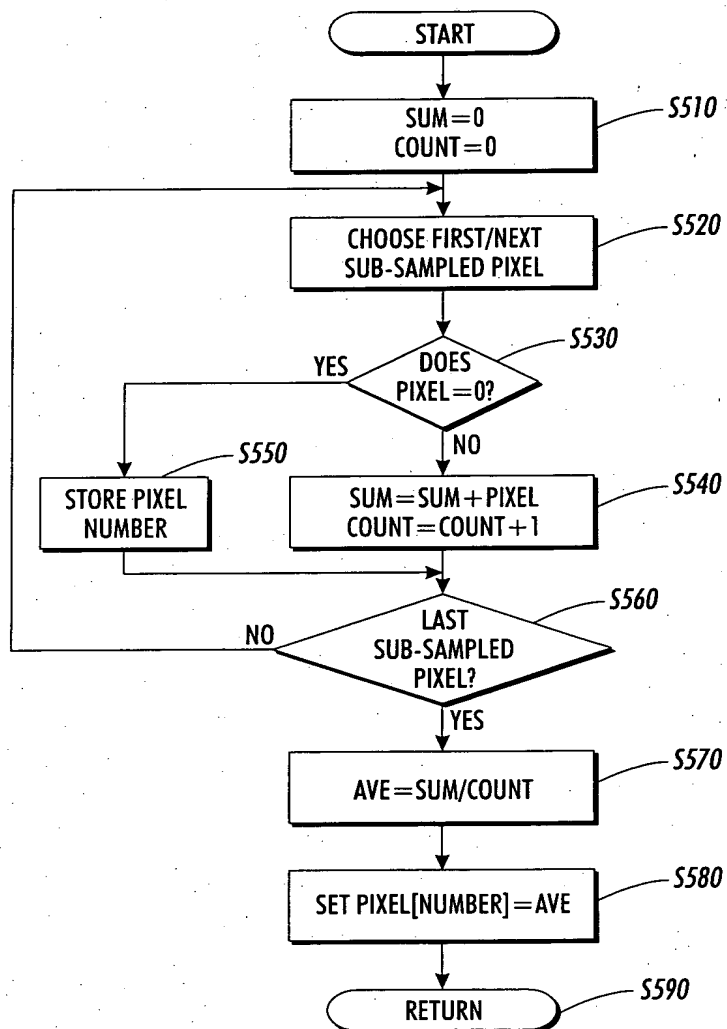 START
SUM=0
COUNT=0
S510
CHOOSE FIRST/NEXT
SUB-SAMPLED PIXEL
S520
DOES
PIXEL=0?
S530
YES
NO
STORE PIXEL
NUMBER
S550
SUM=SUM+PIXEL
COUNT=COUNT+1
S540
LAST
SUB-SAMPLED
PIXEL?
S560
NO
YES
AVE=SUM/COUNT
S570
SET PIXEL[NUMBER]=AVE
S580
RETURN
S590